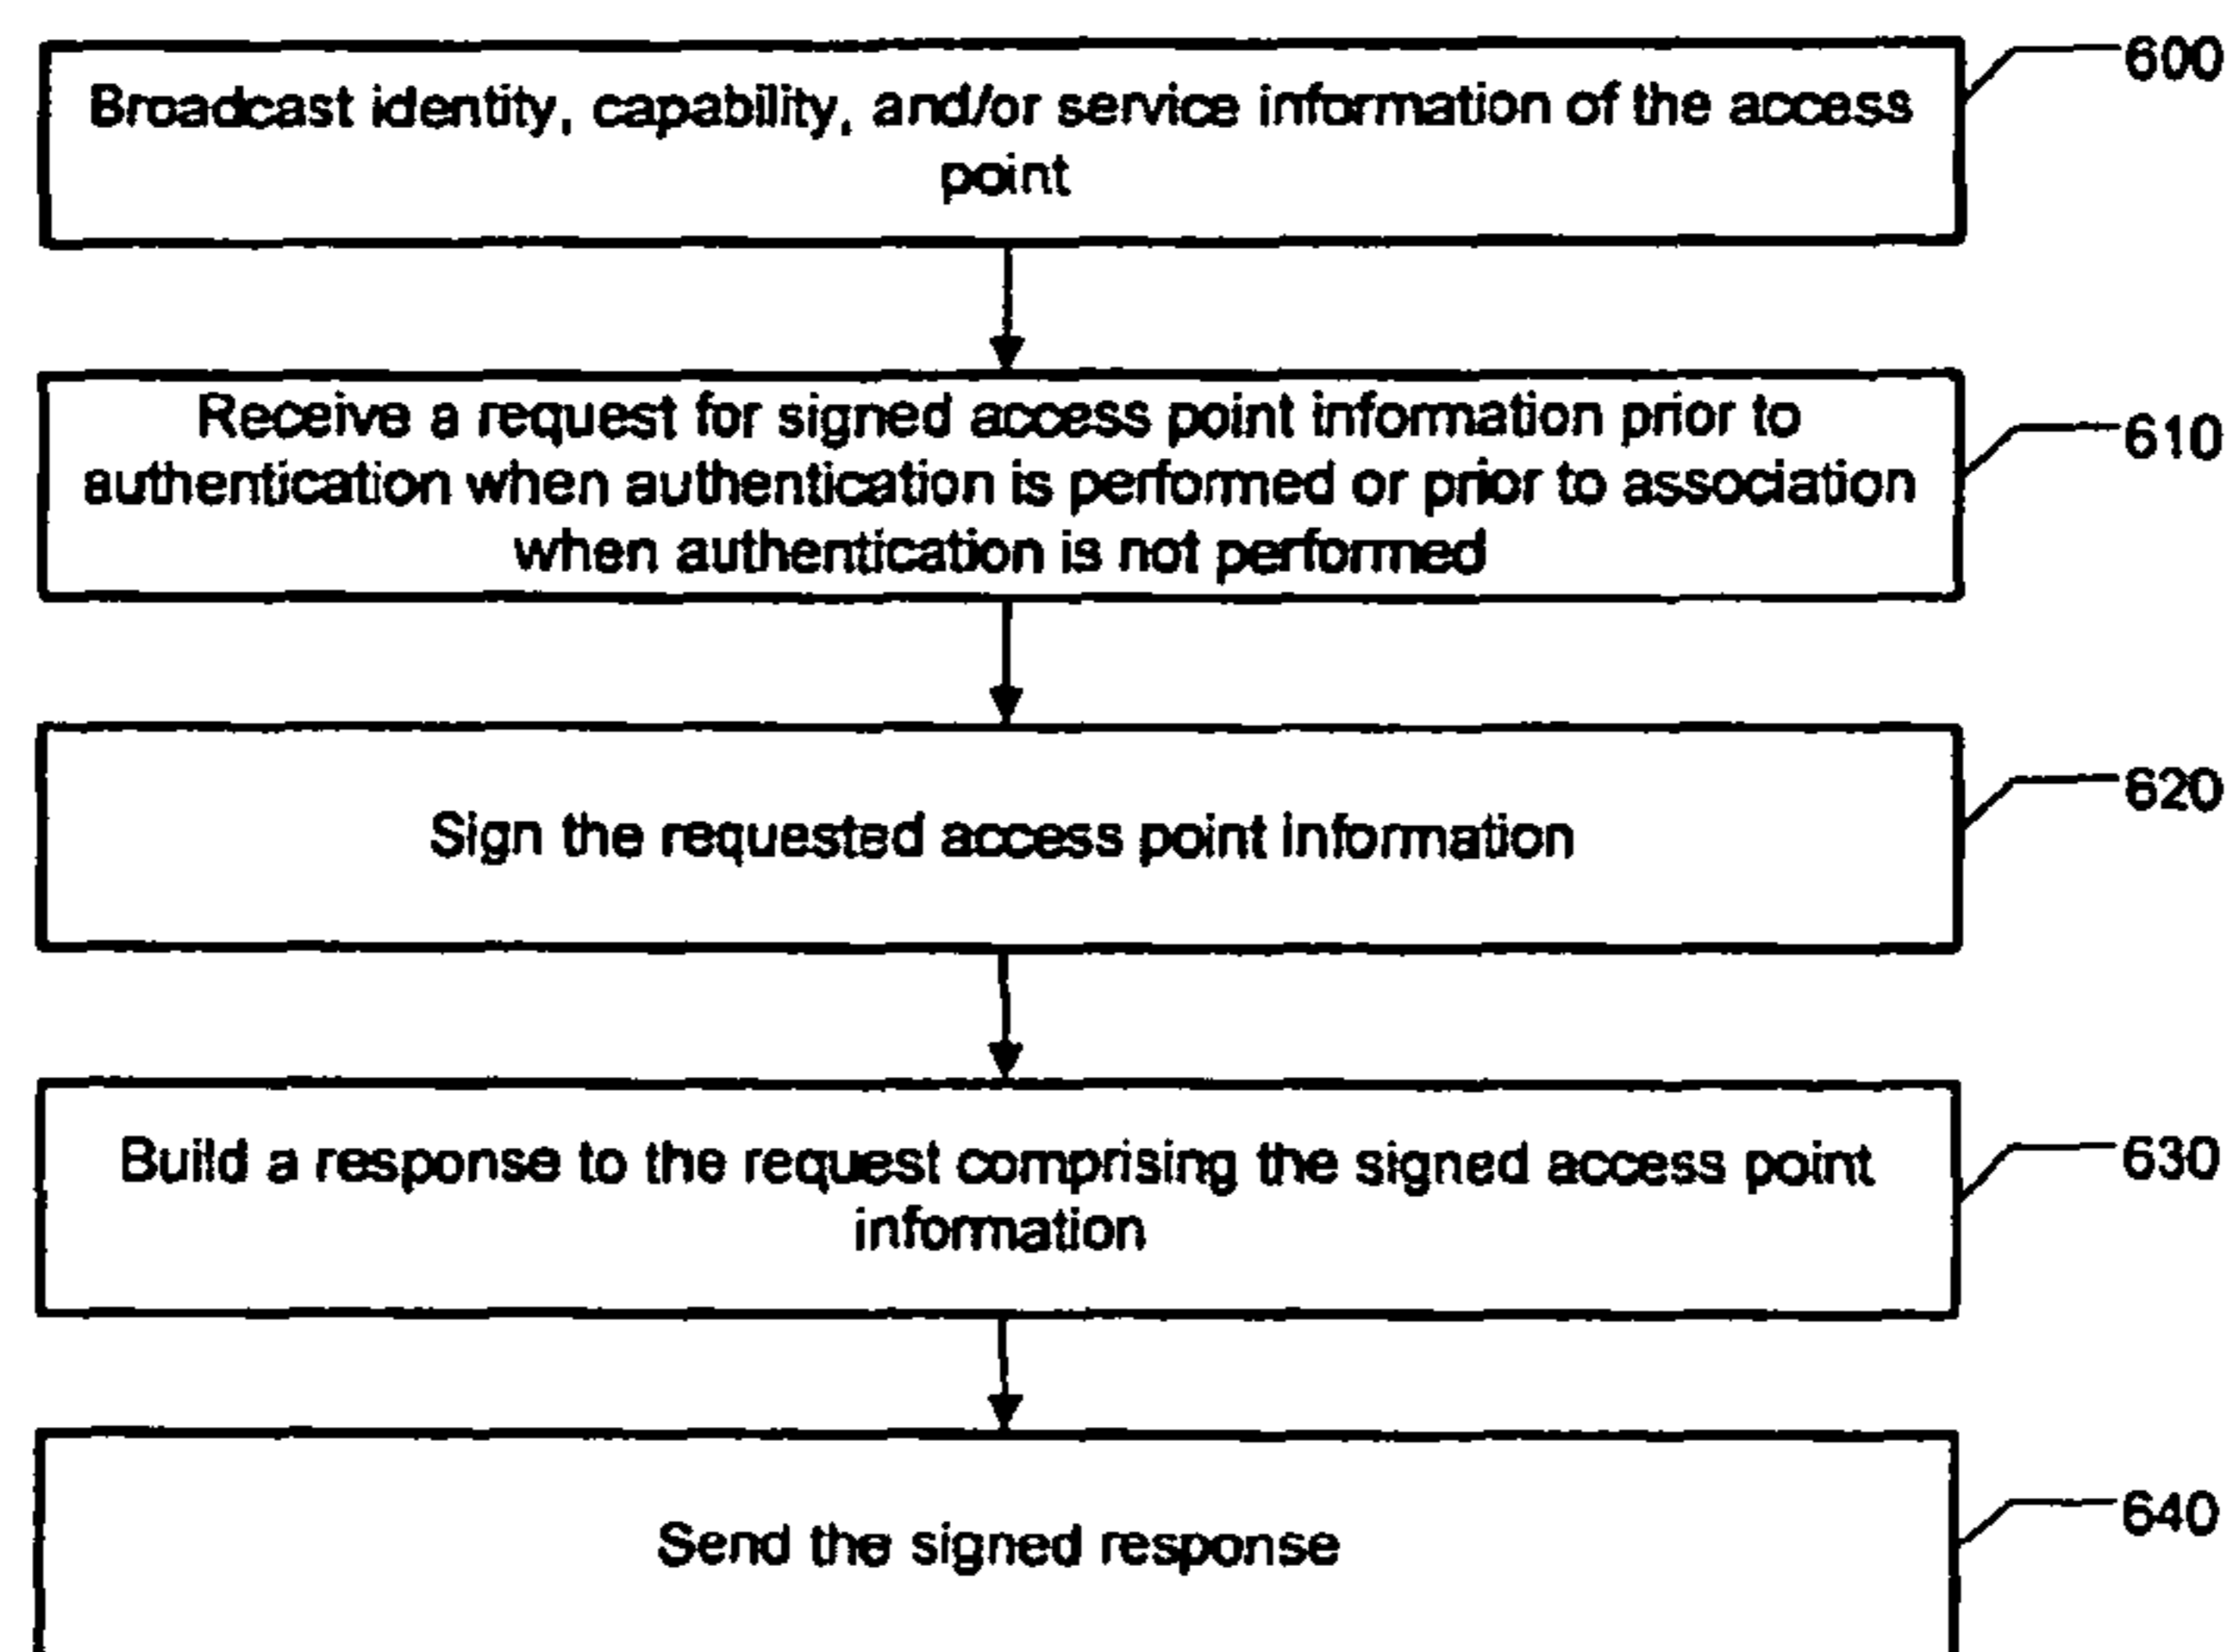 Broadcast identity, capability, and/or service information of the access
point
600
Receive a request for signed access point information prior to
authentication when authentication is performed or prior to association
when authentication is not performed
610
Sign the requested access point information
620
Build a response to the request comprising the signed access point
information
630
Send the signed response
640